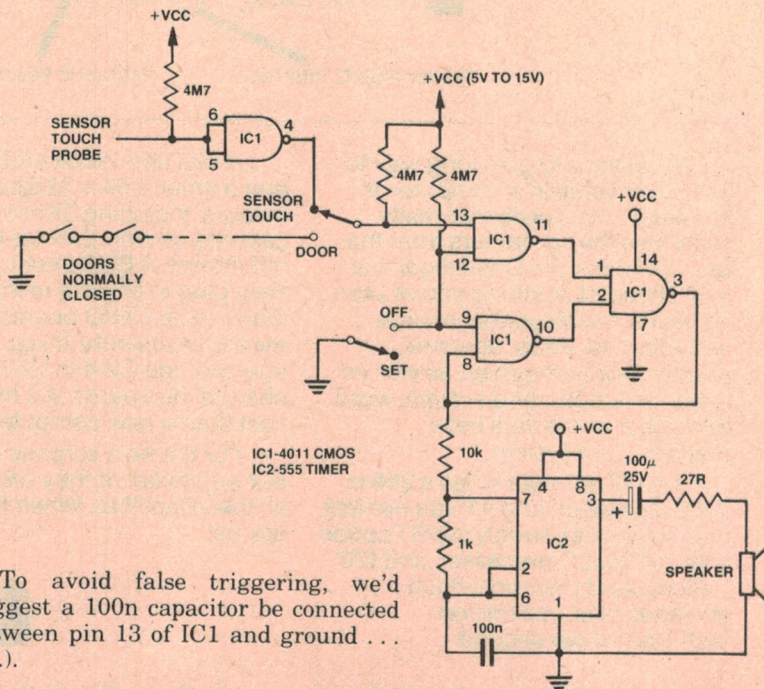 +VCC
4M7
SENSOR
TOUCH
PROBE
6
5
IC1
4
+VCC (5V TO 15V)
4M7
4M7
SENSOR
TOUCH
DOOR
DOORS
NORMALLY
CLOSED
13
12
IC1
11
+VCC
14
1
2
IC1
3
7
OFF
SET
9
8
IC1
10
IC1-4011 CMOS
IC2-555 TIMER
10k
1k
+VCC
4
8
7
3
IC2
2
6
1
100n
100µ
25V
+
27R
SPEAKER
To avoid false triggering, we'd
ggest a 100n capacitor be connected
tween pin 13 of IC1 and ground ...
.).